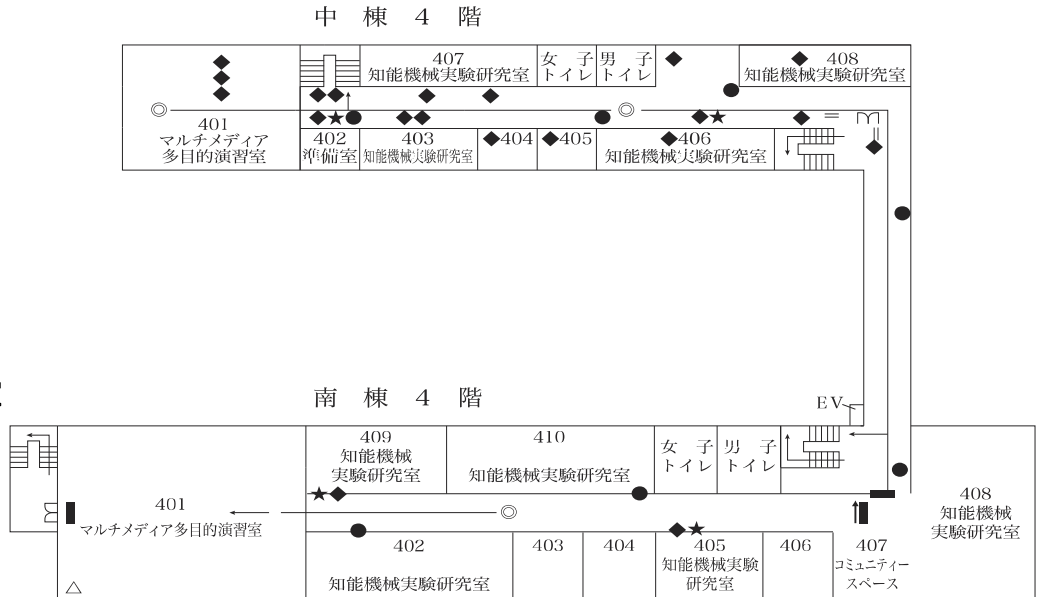 中棟4階
407
知能機械実験研究室
女子
トイレ
男子
トイレ
408
知能機械実験研究室
401
マルチメディア
多目的演習室
402
準備室
403
知能機械実験研究室
404
405
406
知能機械実験研究室
南棟4階
EV
409
知能機械
実験研究室
410
知能機械実験研究室
女子
トイレ
男子
トイレ
401
マルチメディア多目的演習室
408
知能機械
実験研究室
402
知能機械実験研究室
403
404
405
知能機械実験
研究室
406
407
コミュニティー
スペース